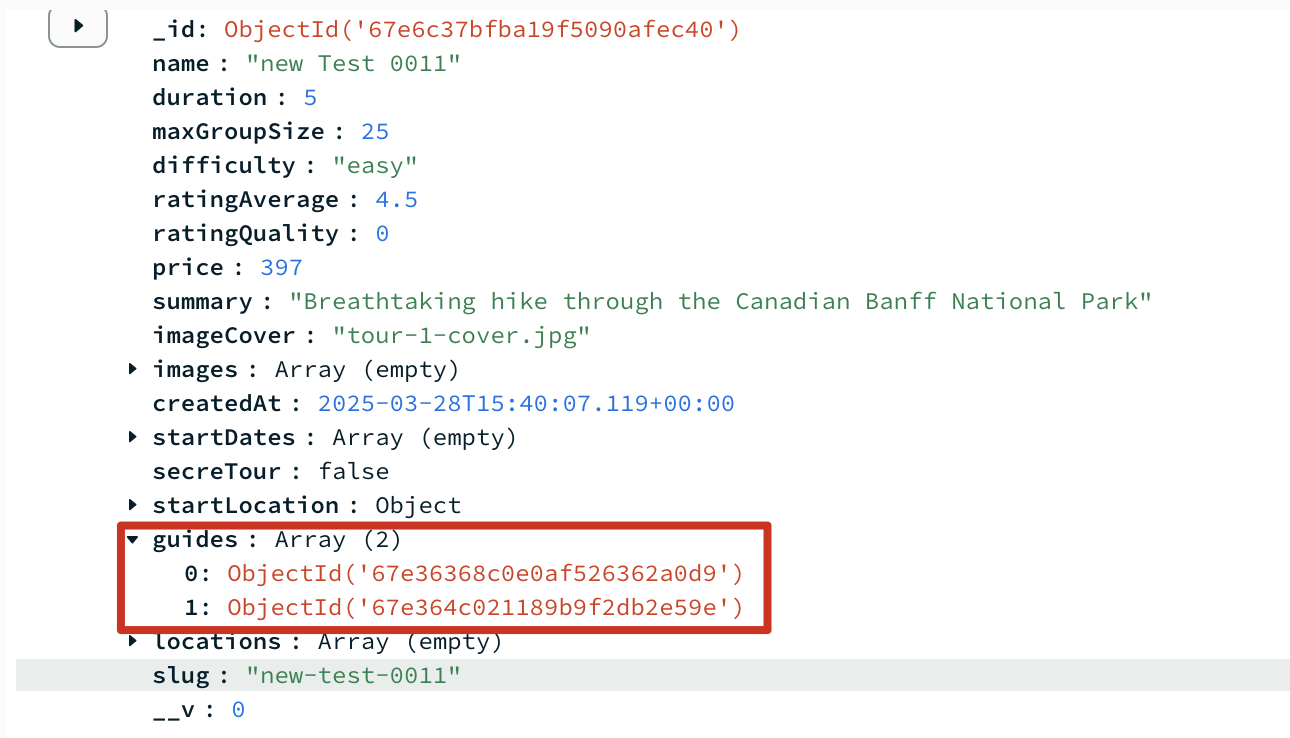 _id: ObjectId('67e6c37bfba19f5090afec40')
name : "new Test 0011"
duration : 5
maxGroupSize : 25
difficulty : "easy"
ratingAverage : 4.5
ratingQuality : 0
price : 397
summary : "Breathtaking hike through the Canadian Banff National Park"
imageCover : "tour-1-cover.jpg"
images : Array (empty)
createdAt : 2025-03-28T15:40:07.119+00:00
startDates : Array (empty)
secreTour : false
startLocation : Object
guides : Array (2)
0: ObjectId('67e36368c0e0af526362a0d9')
1: ObjectId('67e364c021189b9f2db2e59e')
locations : Array (empty)
slug : "new-test-0011"
__v : 0